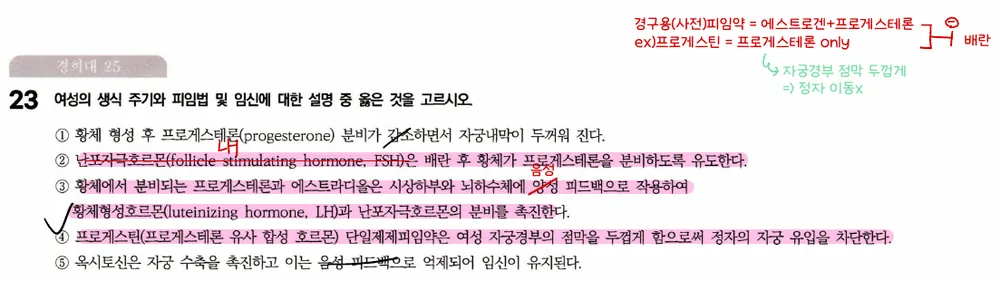 경구용(사전)피임약 = 에스트로겐+프로게스테론
ex)프로게스틴 = 프로게스테론 only
⊖
배란
↳ 자궁경부 점막 두껍게
=> 정자 이동x
경희대 25
23 여성의 생식 주기와 피임법 및 임신에 대한 설명 중 옳은 것을 고르시오.
① 황체 형성 후 프로게스테론(progesterone) 분비가 감소하면서 자궁내막이 두꺼워 진다.
LH
② 난포자극호르몬(follicle stimulating hormone, FSH)은 배란 후 황체가 프로게스테론을 분비하도록 유도한다.
음성
③ 황체에서 분비되는 프로게스테론과 에스트라디올은 시상하부와 뇌하수체에 양성 피드백으로 작용하여
황체형성호르몬(luteinizing hormone, LH)과 난포자극호르몬의 분비를 촉진한다.
④ 프로게스틴(프로게스테론 유사 합성 호르몬) 단일제제피임약은 여성 자궁경부의 점막을 두껍게 함으로써 정자의 자궁 유입을 차단한다.
⑤ 옥시토신은 자궁 수축을 촉진하고 이는 음성 피드백으로 억제되어 임신이 유지된다.